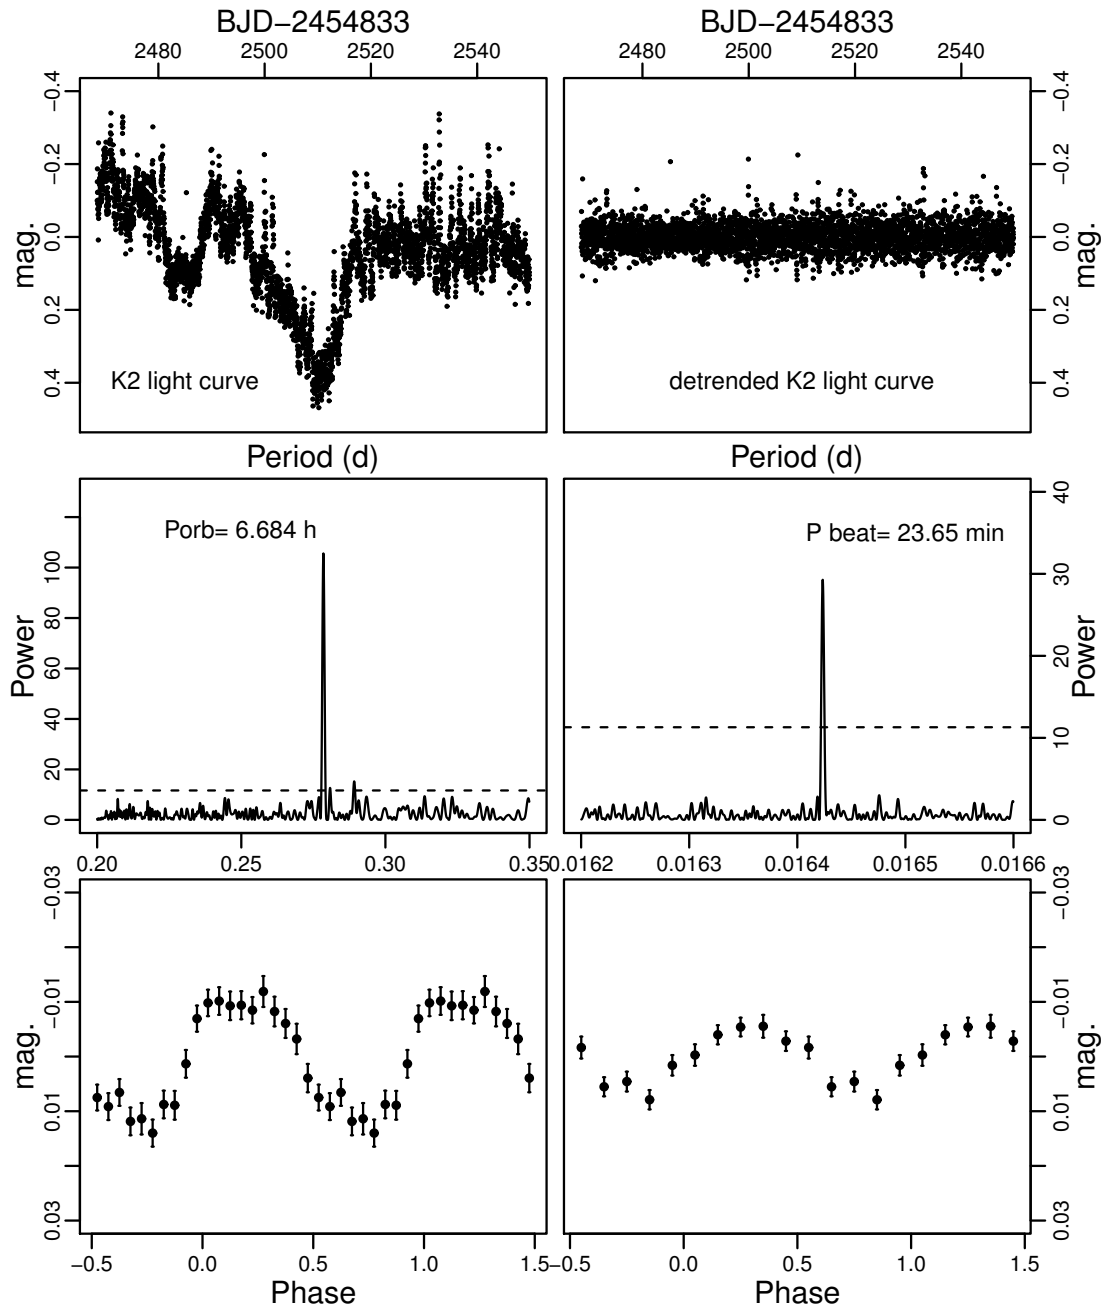 BJD−2454833 BJD−2454833
2480 2500 2520 2540 2480 2500 2520 2540
mag. −0.4 −0.2 0.0 0.2 0.4
K2 light curve
detrended K2 light curve
−0.4 −0.2 0.0 0.2 0.4 mag.
Period (d) Period (d)
Power 0 20 40 60 80 100
Porb= 6.684 h
P beat= 23.65 min
0 10 20 30 40 Power
0.20 0.25 0.30 0.35 0.0162 0.0163 0.0164 0.0165 0.0166
mag. −0.03 −0.01 0.01 0.03
−0.03 −0.01 0.01 0.03 mag.
−0.5 0.0 0.5 1.0 1.5 −0.5 0.0 0.5 1.0 1.5
Phase Phase